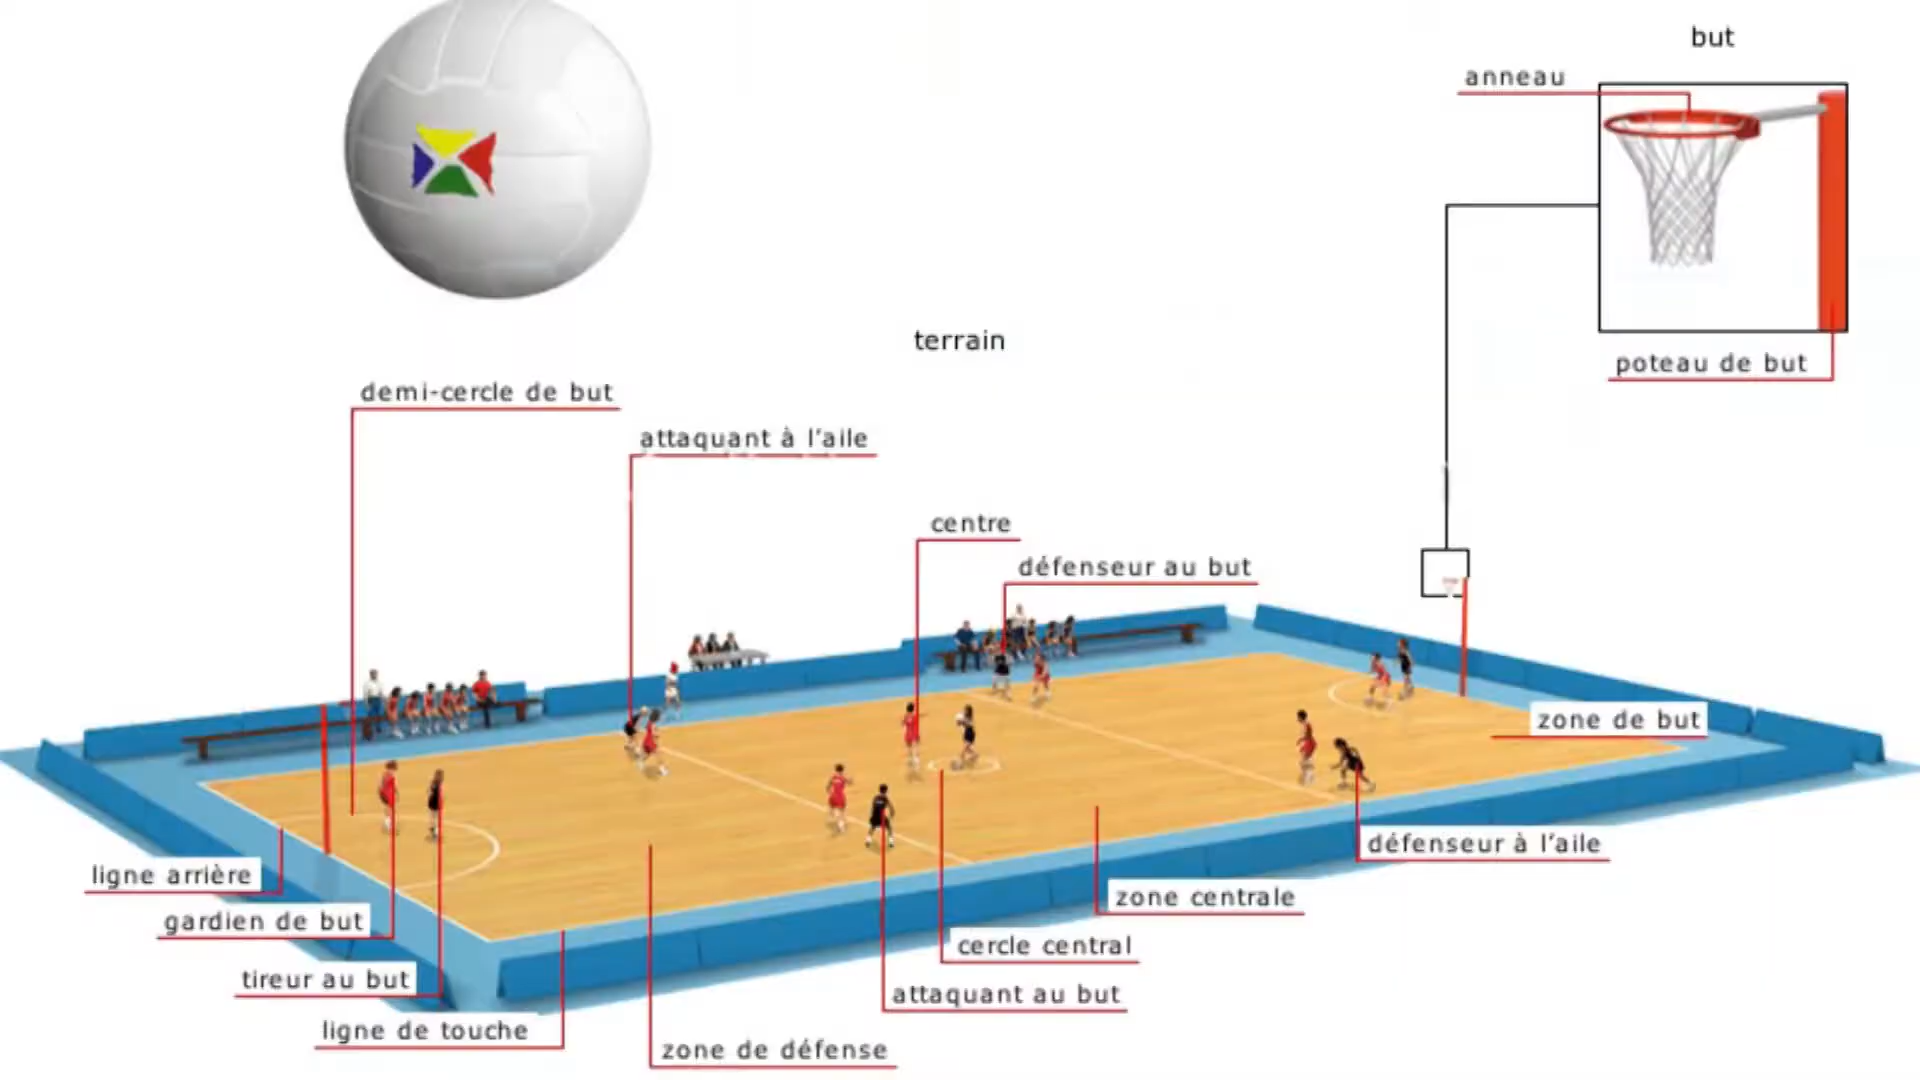 but
anneau
terrain
poteau de but
demi-cercle de but
attaquant à l'aile
centre
défenseur au but
zone de but
défenseur à l'aile
ligne arrière
zone centrale
gardien de but
cercle central
tireur au but
attaquant au but
ligne de touche
zone de défense